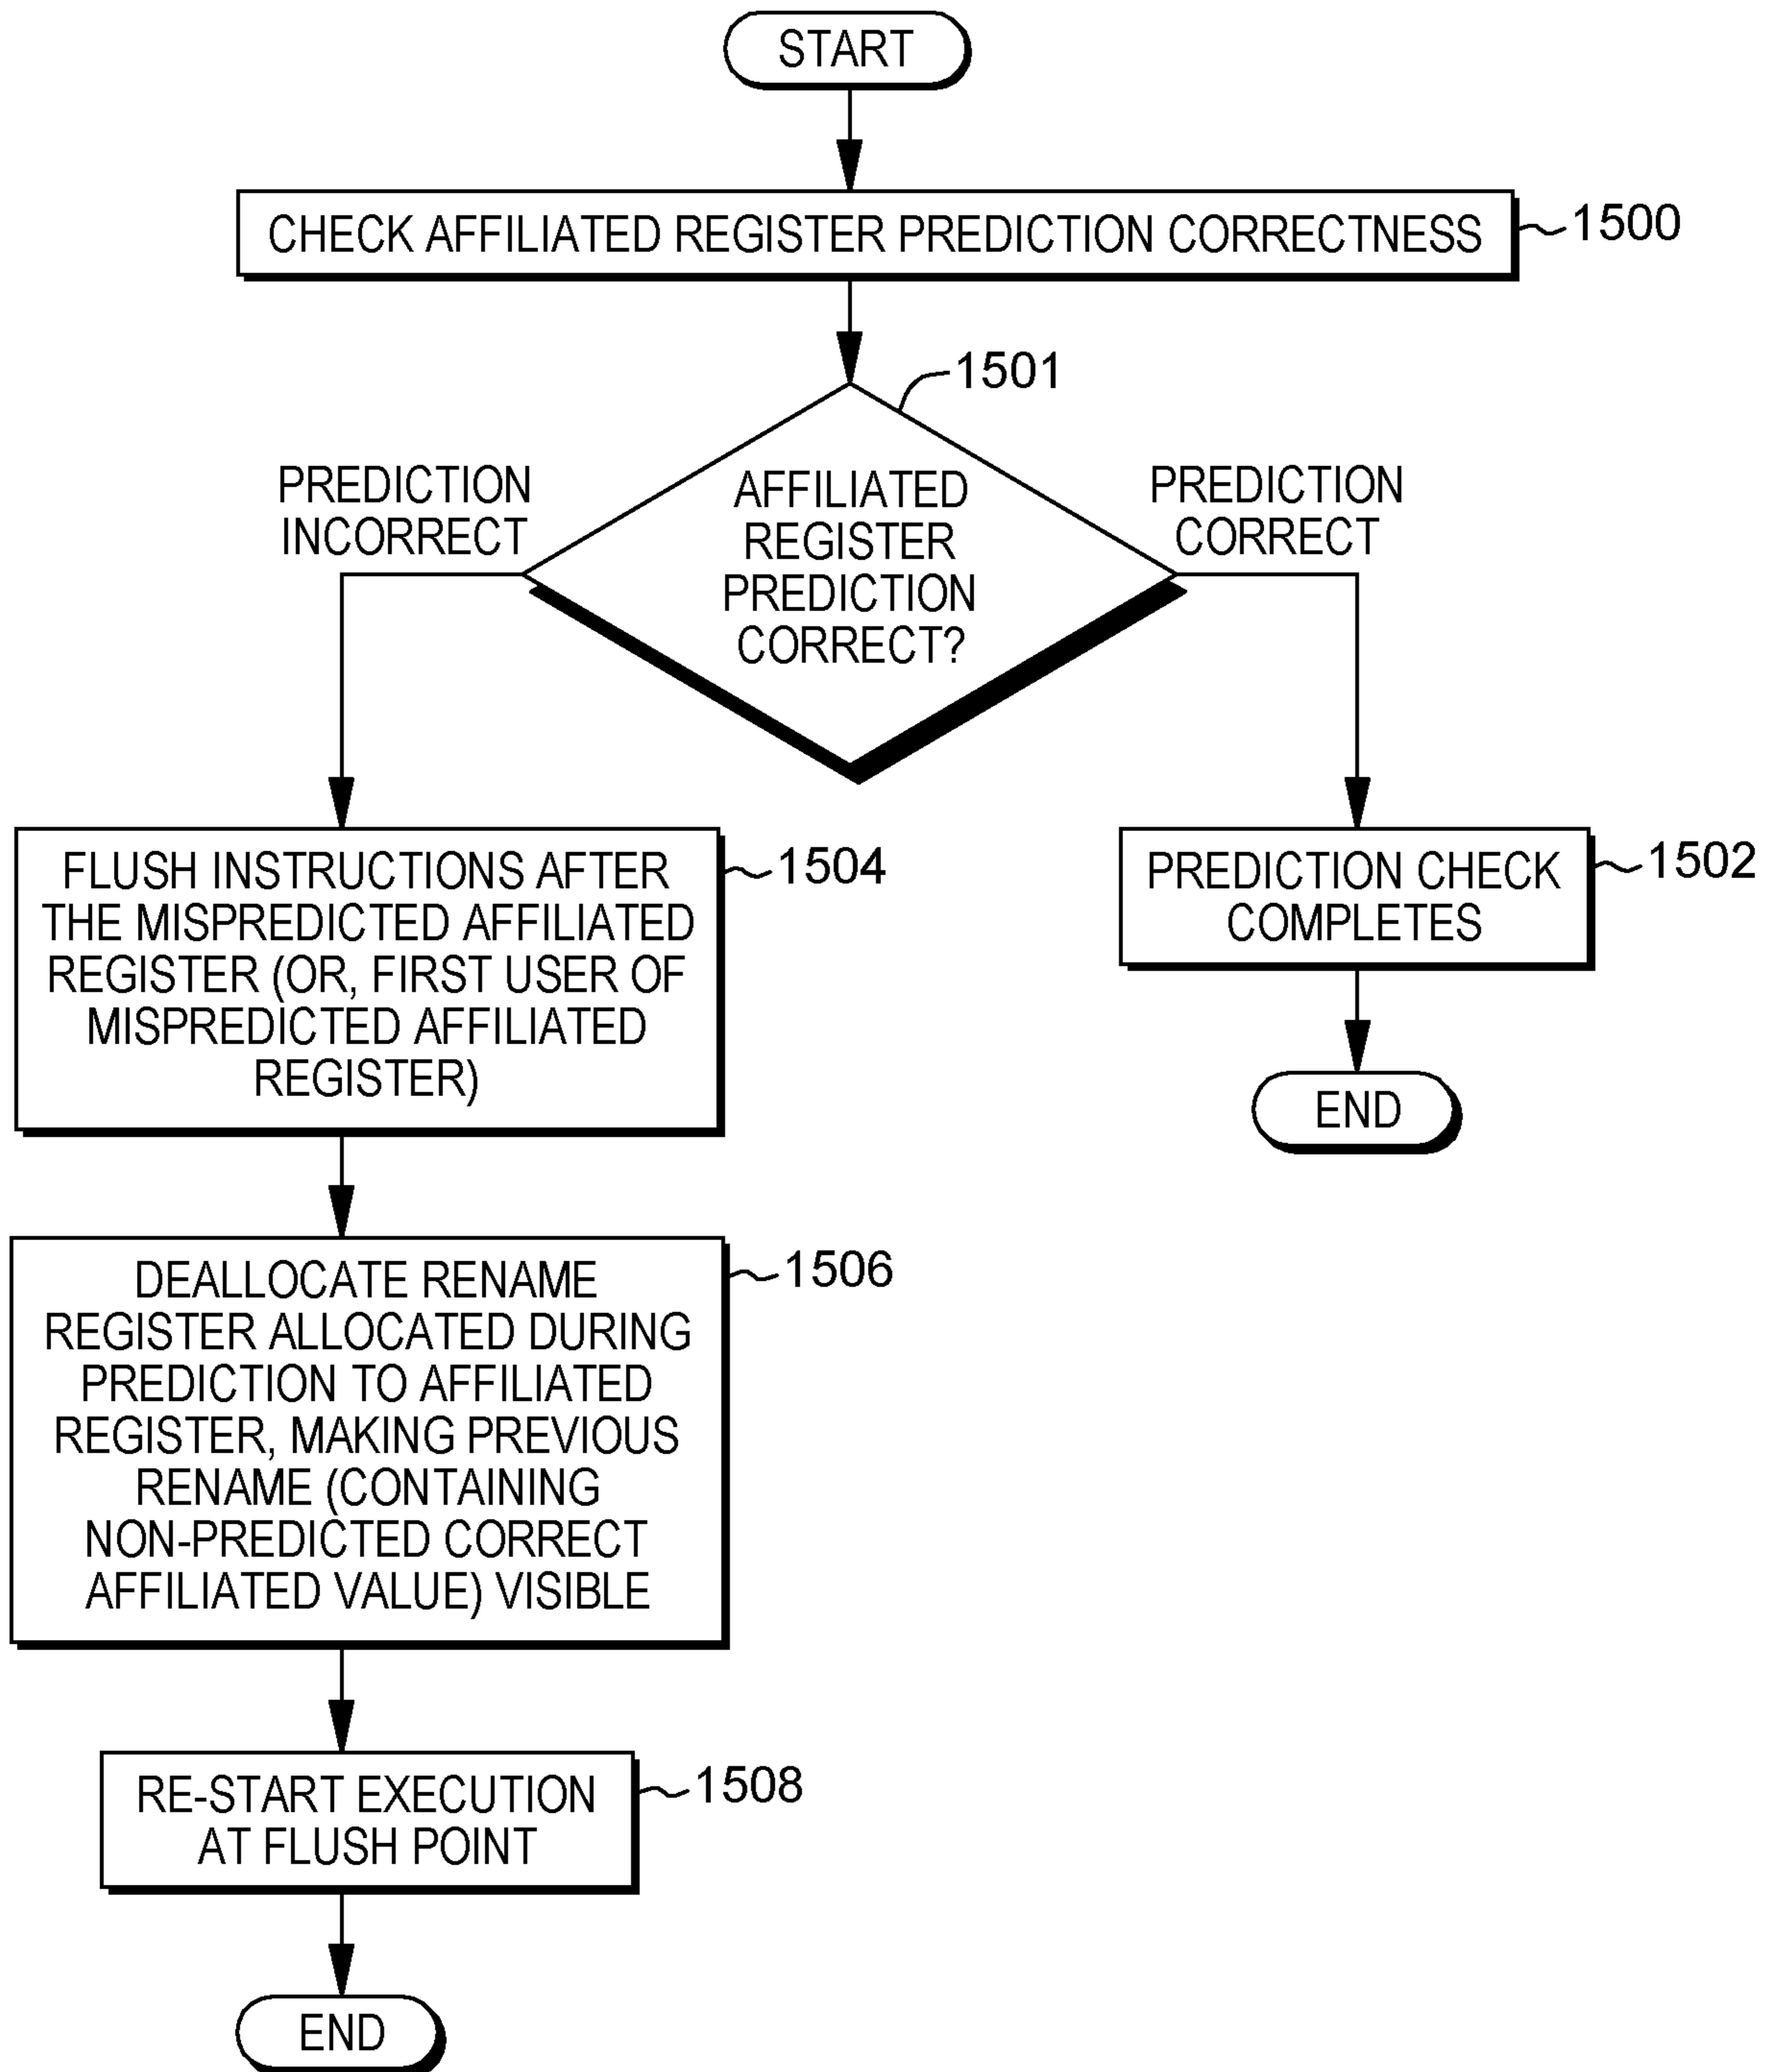 START
CHECK AFFILIATED REGISTER PREDICTION CORRECTNESS
1500
1501
AFFILIATED
REGISTER
PREDICTION
CORRECT?
PREDICTION
INCORRECT
PREDICTION
CORRECT
FLUSH INSTRUCTIONS AFTER
THE MISPREDICTED AFFILIATED
REGISTER (OR, FIRST USER OF
MISPREDICTED AFFILIATED
REGISTER)
1504
PREDICTION CHECK
COMPLETES
1502
END
DEALLOCATE RENAME
REGISTER ALLOCATED DURING
PREDICTION TO AFFILIATED
REGISTER, MAKING PREVIOUS
RENAME (CONTAINING
NON-PREDICTED CORRECT
AFFILIATED VALUE) VISIBLE
1506
RE-START EXECUTION
AT FLUSH POINT
1508
END